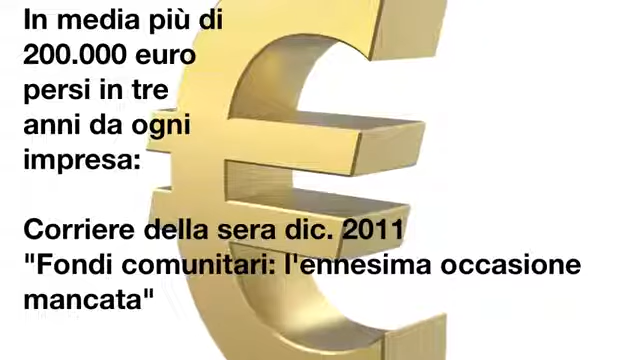 In media più di
200.000 euro
persi in tre
anni da ogni
impresa:
Corriere della sera dic. 2011
"Fondi comunitari: l'ennesima occasione
mancata"